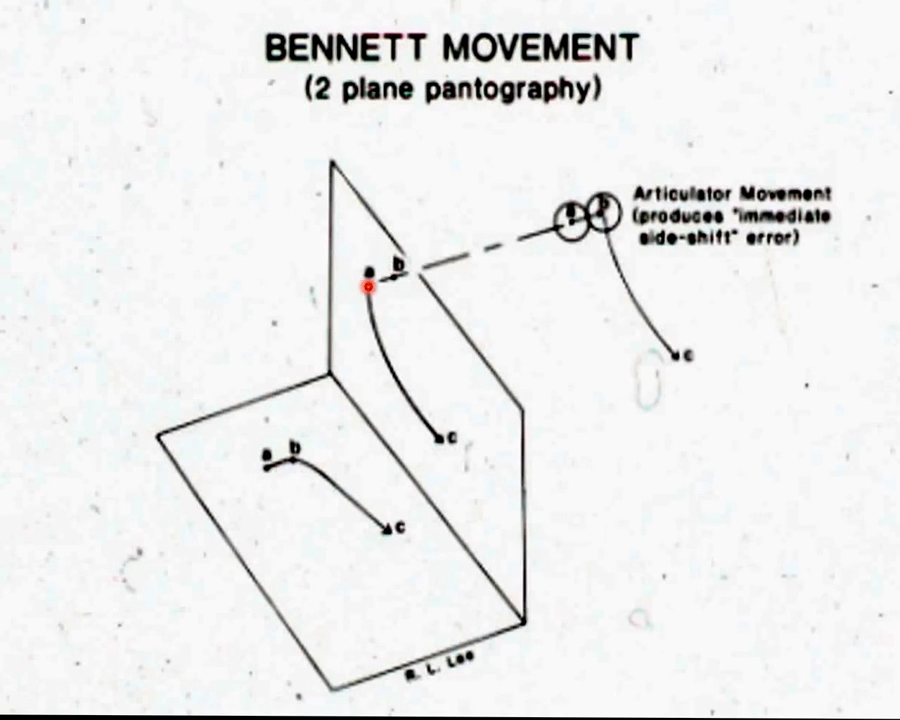 BENNETT MOVEMENT
(2 plane pantography)
Articulator Movement
(produces "immediate
side-shift" error)
a b
a b
c
c
a b
c
R. L. Lee